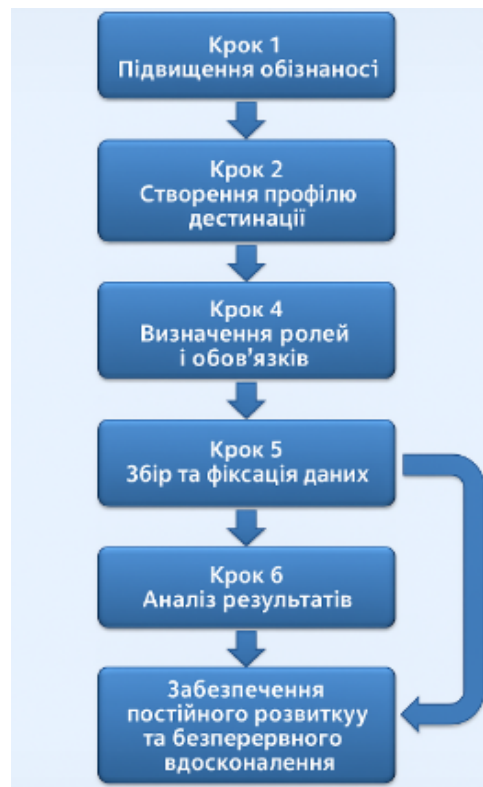 Крок 1
Підвищення обізнаності
Крок 2
Створення профілю
дестинації
Крок 4
Визначення ролей
і обов’язків
Крок 5
Збір та фіксація даних
Крок 6
Аналіз результатів
Забезпечення
постійного розвиткуу
та безперервного
вдосконалення